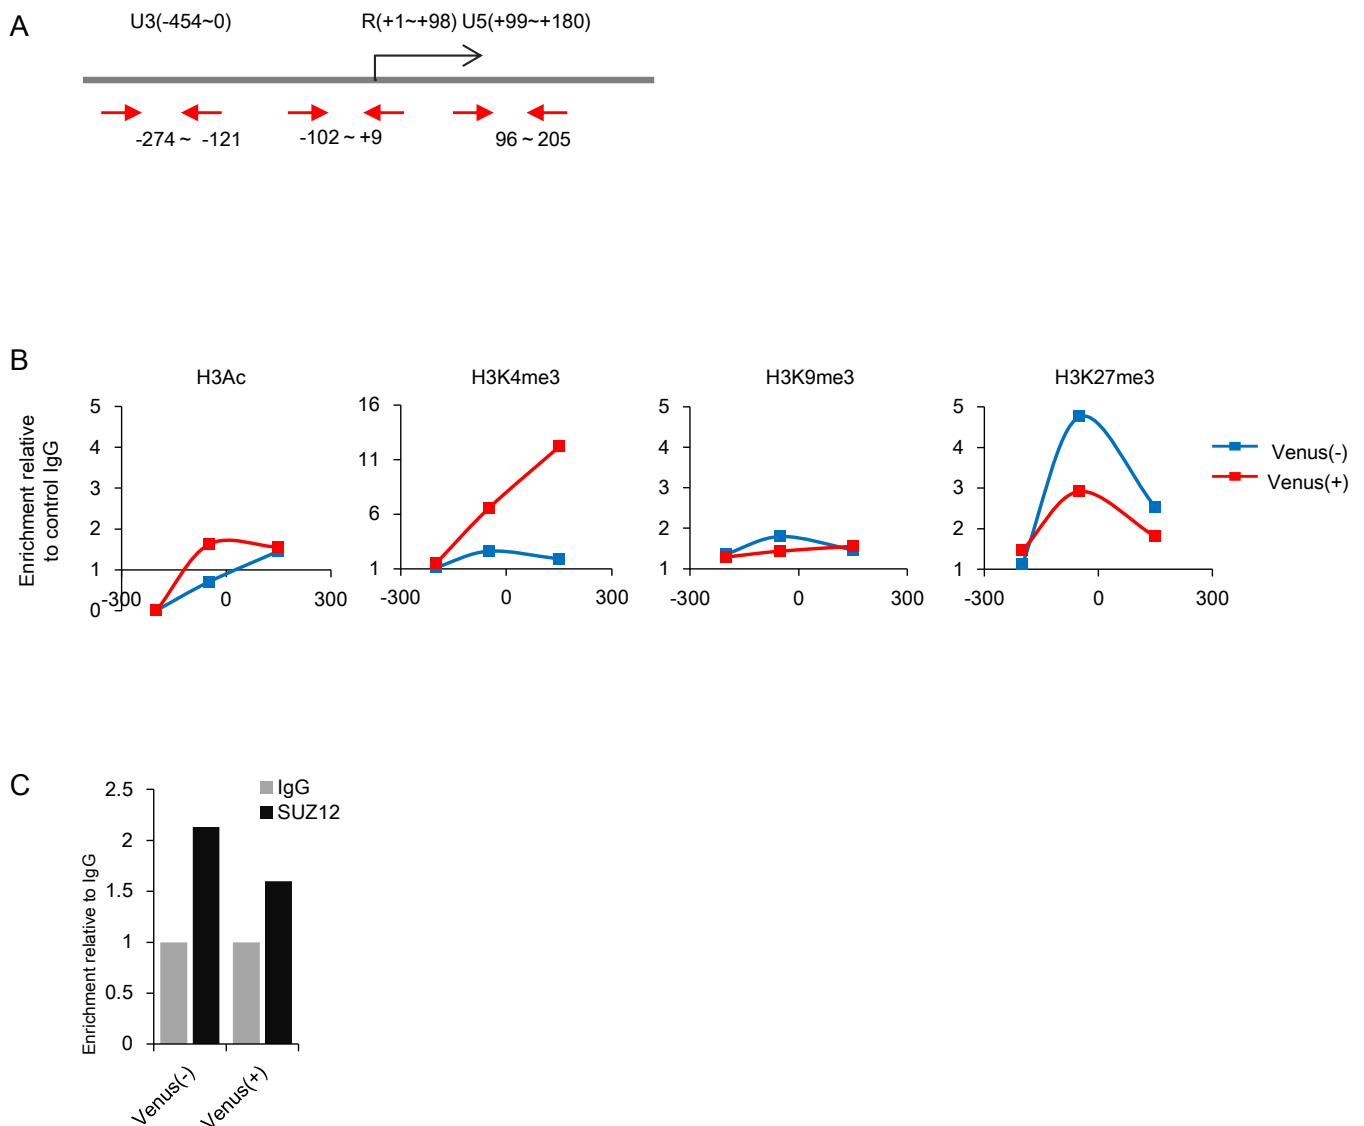 A
U3(-454~0)
R(+1~+98) U5(+99~+180)
-274 ~ -121
-102 ~ +9
96 ~ 205
B
H3Ac
H3K4me3
H3K9me3
H3K27me3
Enrichment relative
to control IgG
5
4
3
2
1
0
-300
0
300
16
11
6
1
-300
0
300
5
4
3
2
1
-300
0
300
5
4
3
2
1
-300
0
300
Venus(-)
Venus(+)
C
Enrichment relative to IgG
2.5
2
1.5
1
0.5
0
IgG
SUZ12
Venus(-)
Venus(+)